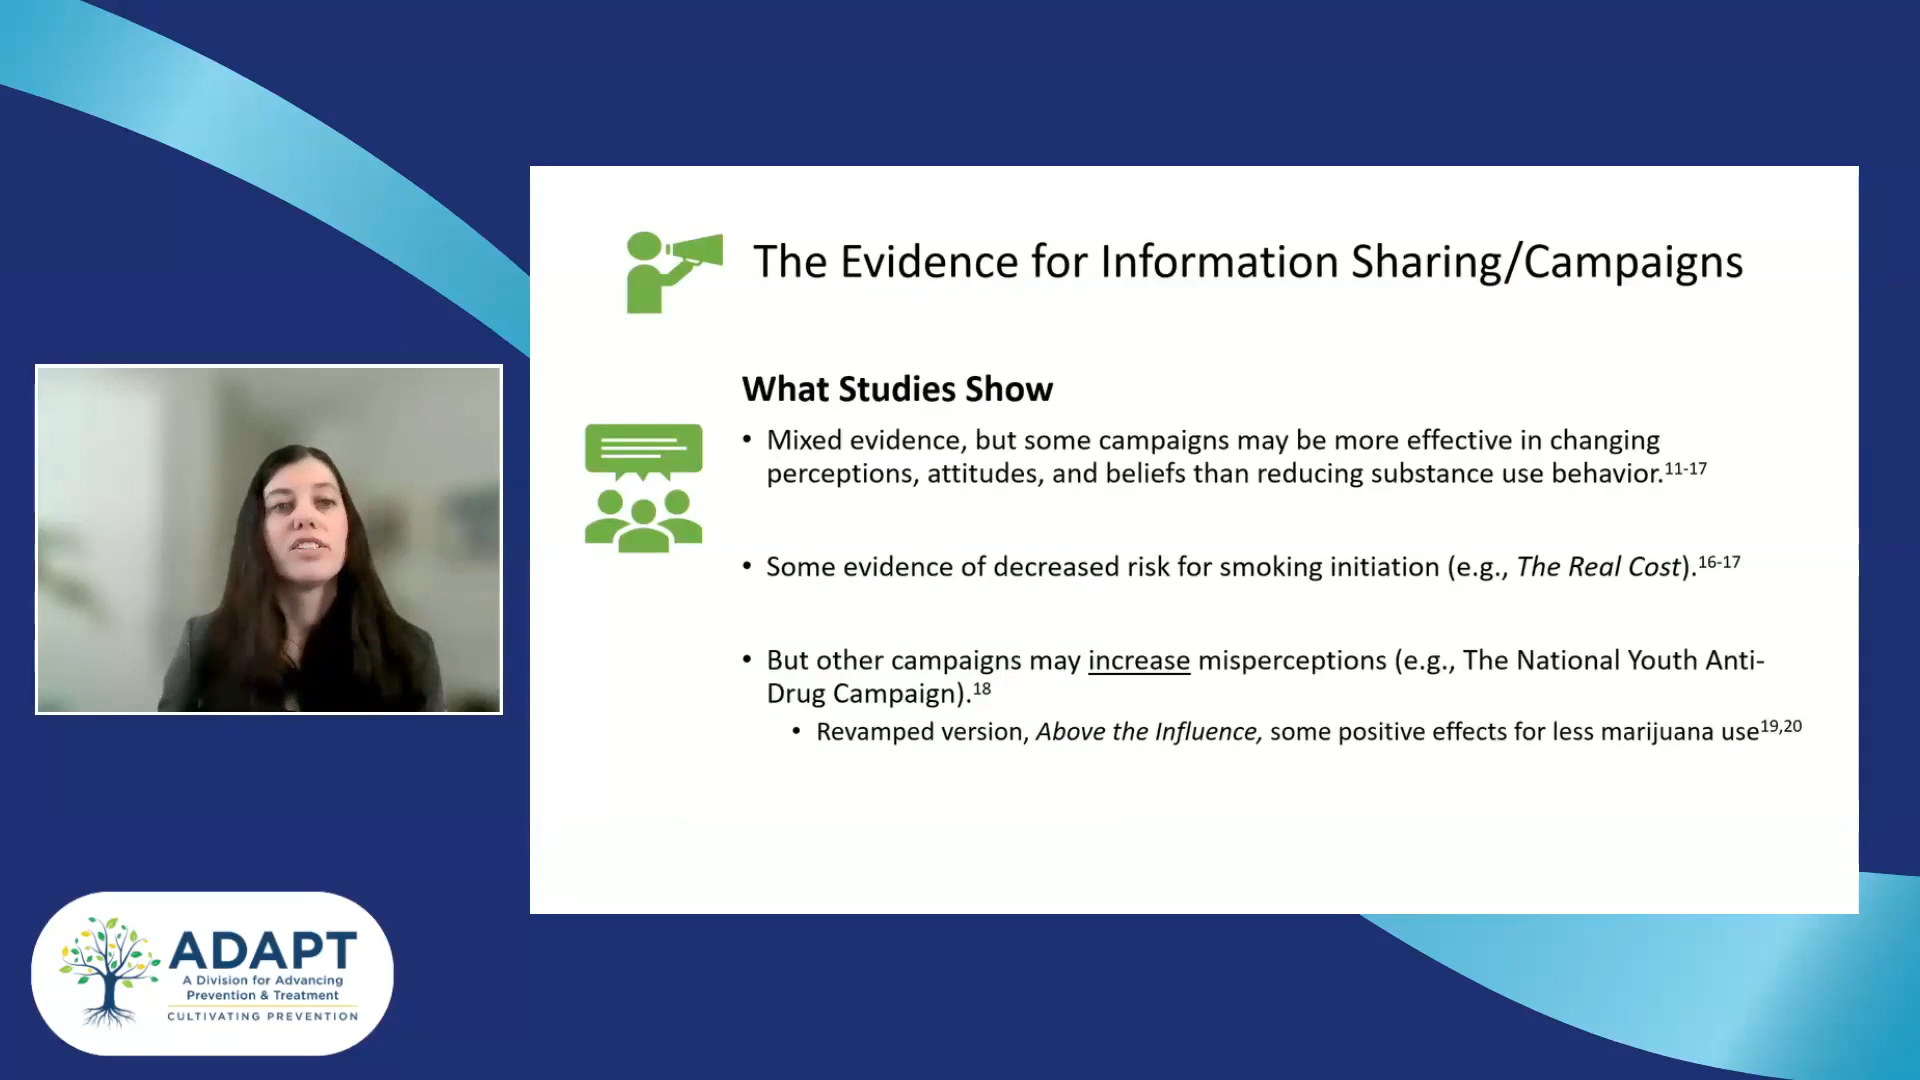 The Evidence for Information Sharing/Campaigns
What Studies Show
• Mixed evidence, but some campaigns may be more effective in changing
perceptions, attitudes, and beliefs than reducing substance use behavior.11-17
• Some evidence of decreased risk for smoking initiation (e.g., The Real Cost).16-17
• But other campaigns may increase misperceptions (e.g., The National Youth Anti-
Drug Campaign).18
• Revamped version, Above the Influence, some positive effects for less marijuana use19,20
ADAPT
A Division for Advancing
Prevention & Treatment
CULTIVATING PREVENTION